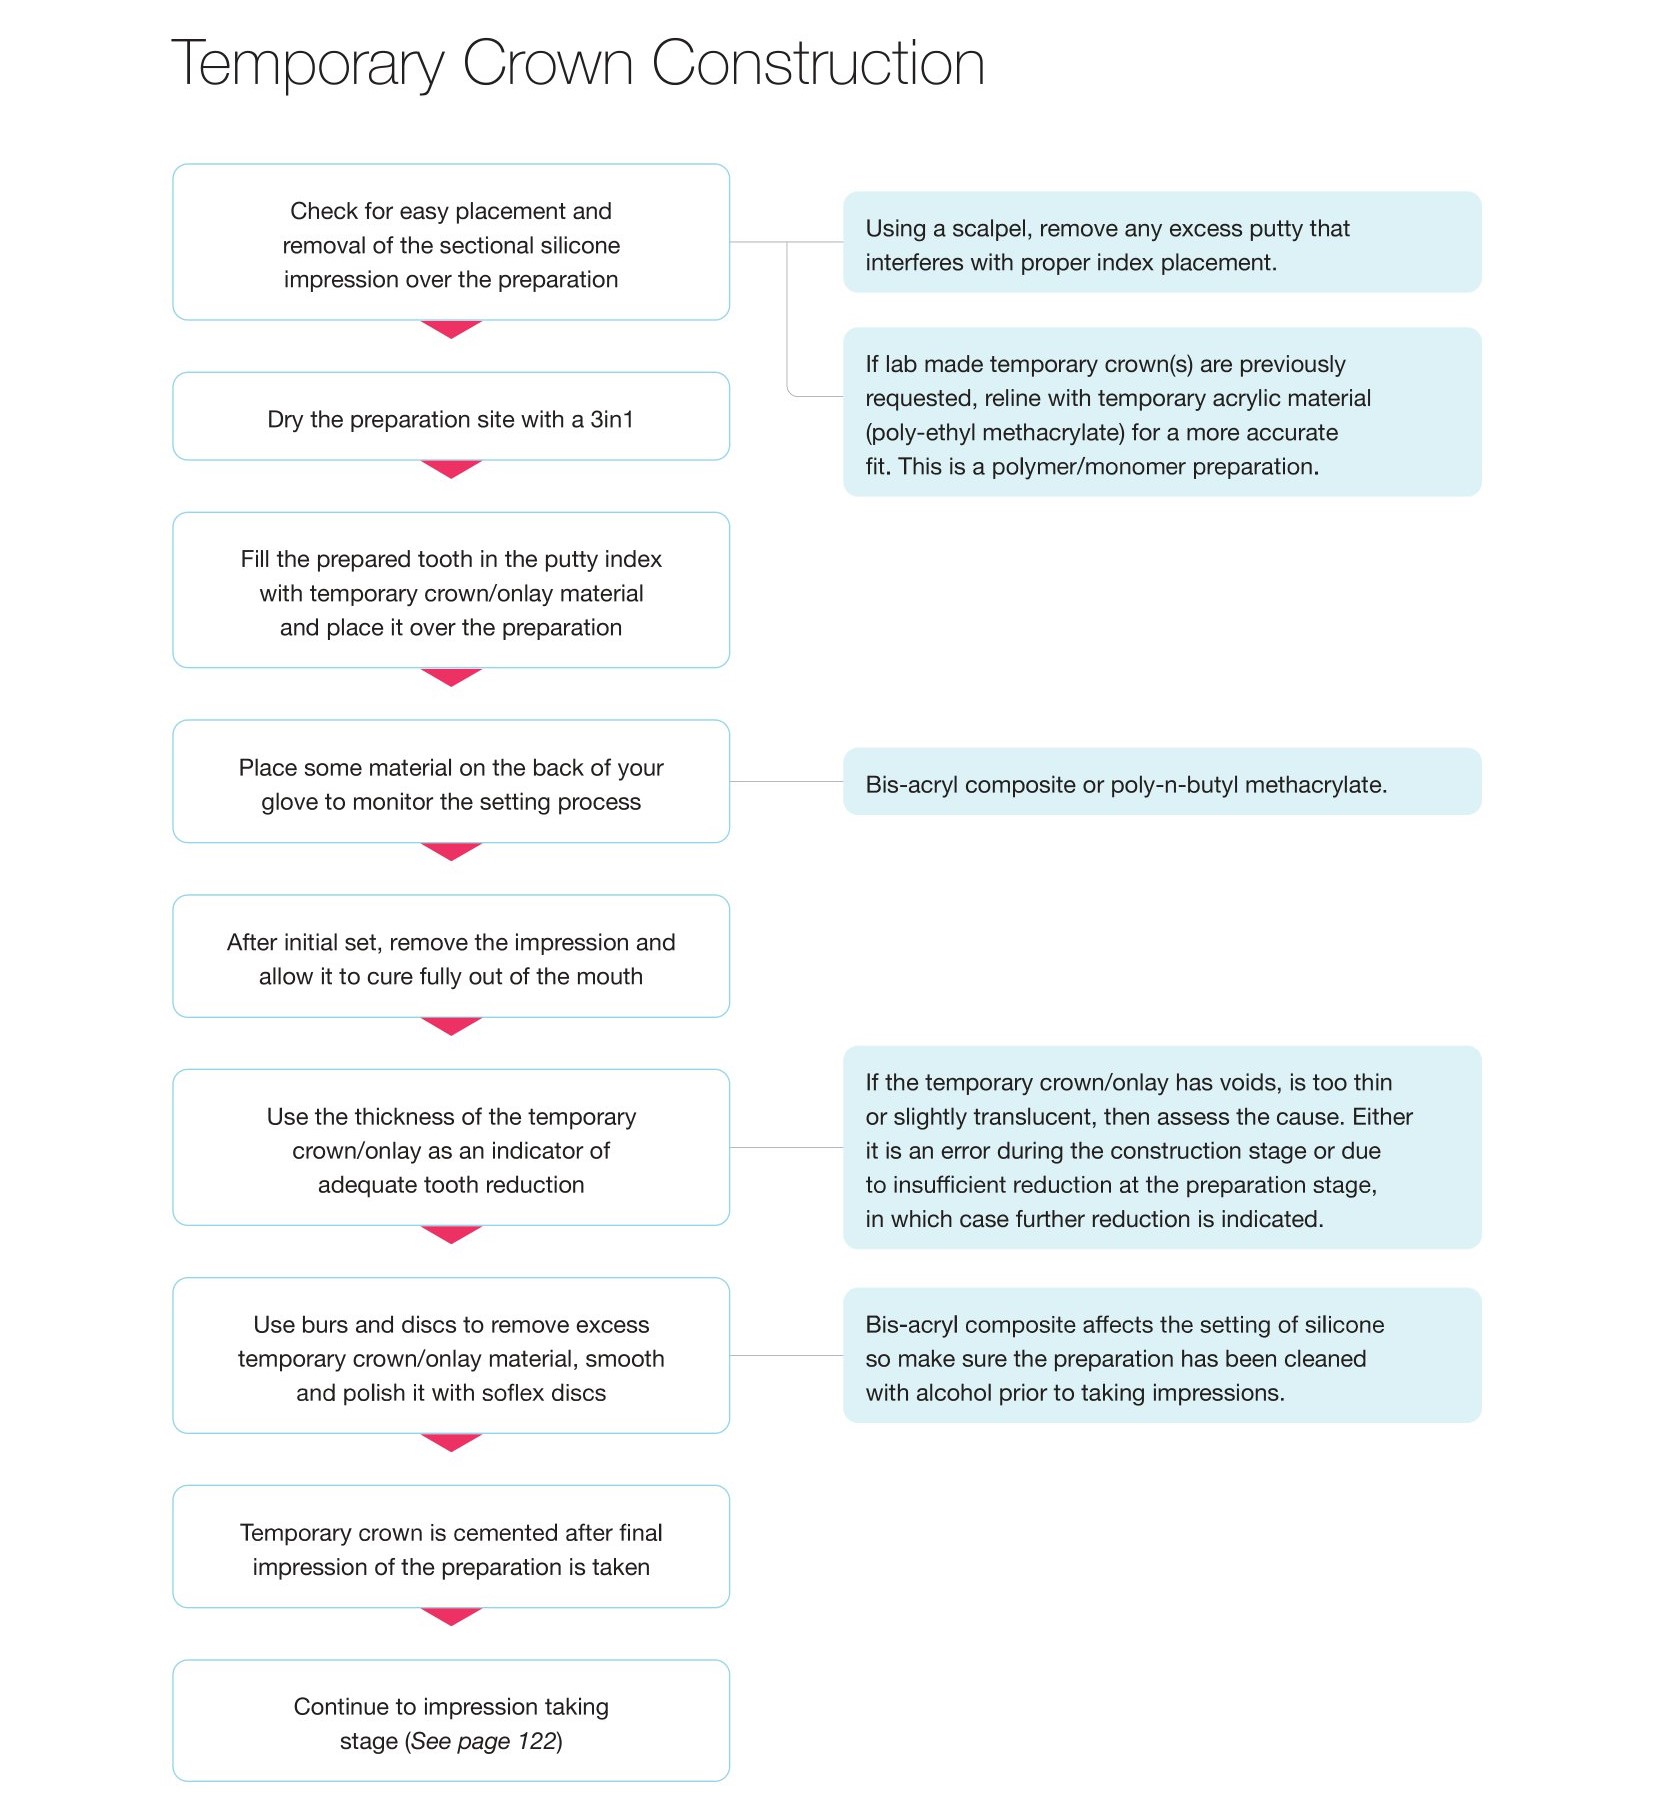 Temporary Crown Construction
Check for easy placement and
removal of the sectional silicone
impression over the preparation
Using a scalpel, remove any excess putty that
interferes with proper index placement.
If lab made temporary crown(s) are previously
requested, reline with temporary acrylic material
(poly-ethyl methacrylate) for a more accurate
fit. This is a polymer/monomer preparation.
Dry the preparation site with a 3in1
Fill the prepared tooth in the putty index
with temporary crown/onlay material
and place it over the preparation
Place some material on the back of your
glove to monitor the setting process
Bis-acryl composite or poly-n-butyl methacrylate.
After initial set, remove the impression and
allow it to cure fully out of the mouth
Use the thickness of the temporary
crown/onlay as an indicator of
adequate tooth reduction
If the temporary crown/onlay has voids, is too thin
or slightly translucent, then assess the cause. Either
it is an error during the construction stage or due
to insufficient reduction at the preparation stage,
in which case further reduction is indicated.
Use burs and discs to remove excess
temporary crown/onlay material, smooth
and polish it with soflex discs
Bis-acryl composite affects the setting of silicone
so make sure the preparation has been cleaned
with alcohol prior to taking impressions.
Temporary crown is cemented after final
impression of the preparation is taken
Continue to impression taking
stage (See page 122)